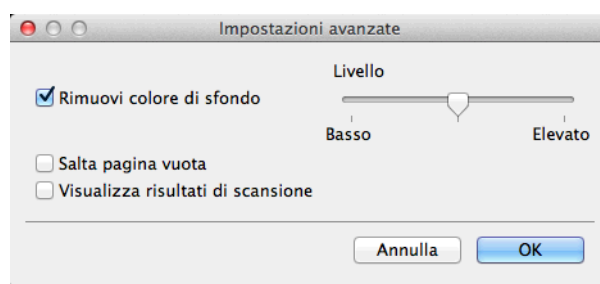 Impostazioni avanzate
Livello
Rimuovi colore di sfondo
Basso Elevato
Salta pagina vuota
Visualizza risultati di scansione
Annulla OK